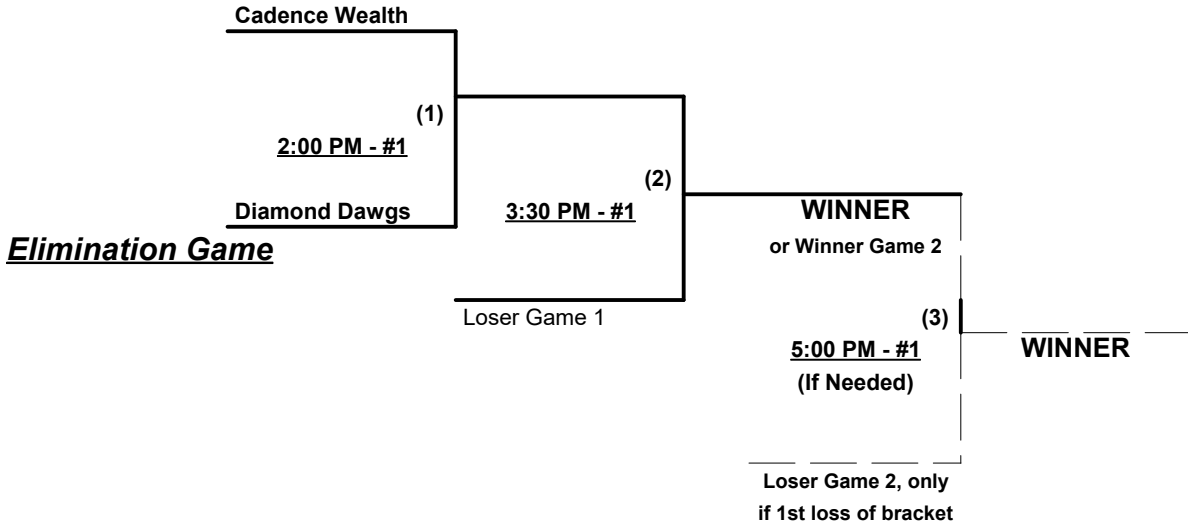 Cadence Wealth
(1)
2:00 PM - #1
Diamond Dawgs
Elimination Game
(2)
3:30 PM - #1
Loser Game 1
WINNER
or Winner Game 2
(3)
5:00 PM - #1
(If Needed)
WINNER
Loser Game 2, only
if 1st loss of bracket